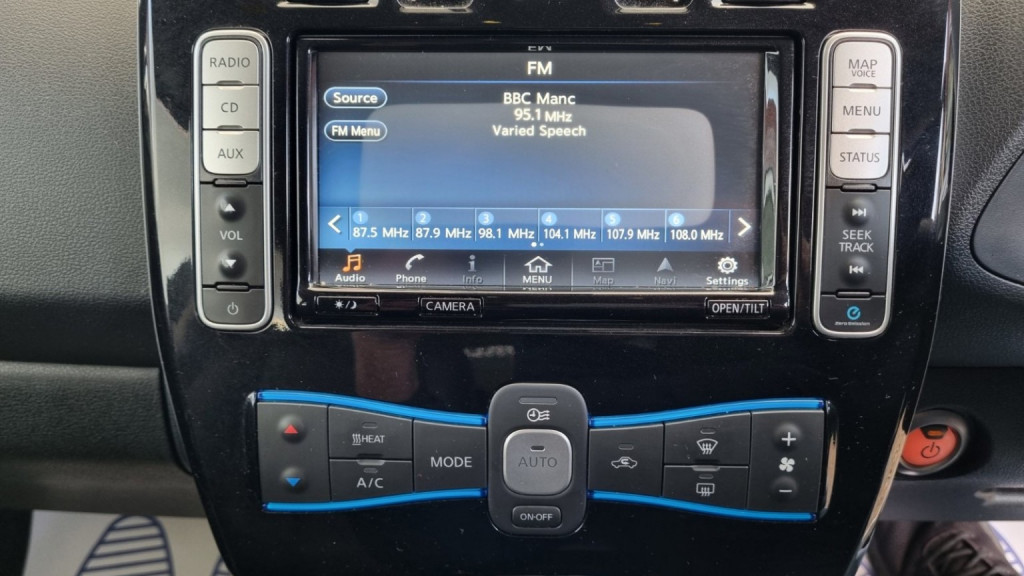 RADIO
CD
AUX
VOL
FM
Source
BBC Manc
95.1 MHz
FM Menu
Varied Speech
1 2 3 4 5 6
87.5 MHz 87.9 MHz 98.1 MHz 104.1 MHz 107.9 MHz 108.0 MHz
Audio Phone Info MENU Map Navi Settings
CAMERA
OPEN/TILT
MAP
VOICE
MENU
STATUS
SEEK
TRACK
HEAT
A/C
MODE
AUTO
ON·OFF